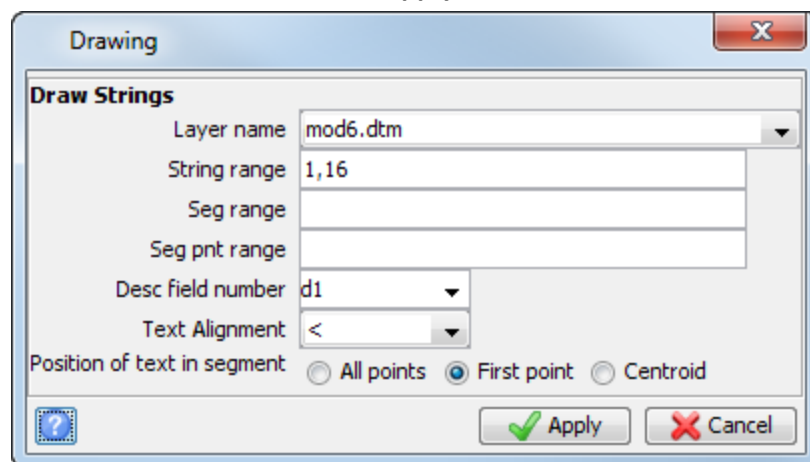 Drawing
Draw Strings
Layer name mod6.dtm
String range 1,16
Seg range
Seg pnt range
Desc field number d1
Text Alignment <
Position of text in segment All points First point Centroid
? Apply Cancel